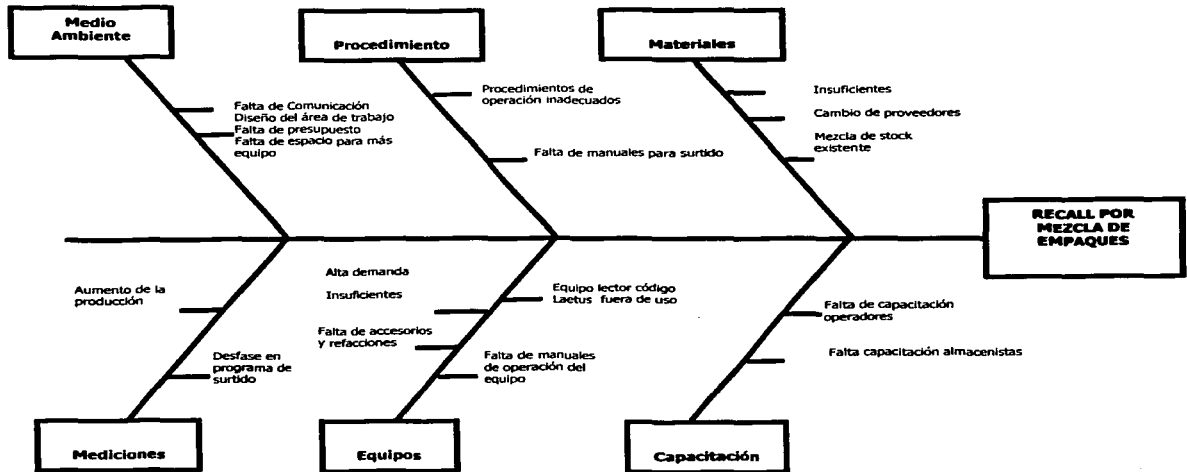 Medio
Ambiente
Procedimiento
Materiales
Falta de Comunicación
Diseño del área de trabajo
Falta de presupuesto
Falta de espacio para más
equipo
Procedimientos de
operación inadecuados
Falta de manuales para surtido
Insuficientes
Cambio de proveedores
Mezcla de stock
existente
RECALL POR
MEZCLA DE
EMPAQUES
Aumento de la
producción
Desfase en
programa de
surtido
Alta demanda
Insuficientes
Falta de accesorios
y refacciones
Equipo lector código
Laetus fuera de uso
Falta de manuales
de operación del
equipo
Falta de capacitación
operadores
Falta capacitación almacenistas
Mediciones
Equipos
Capacitación